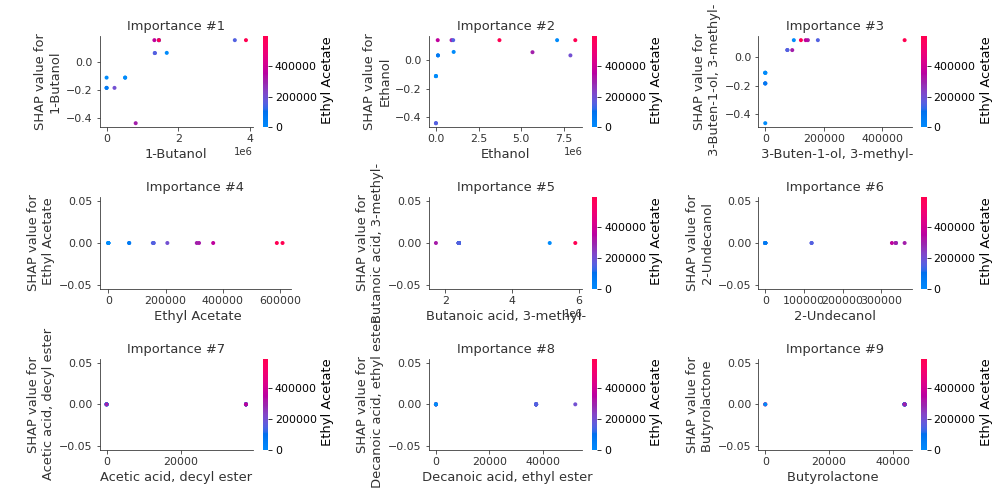 Importance #1
SHAP value for
1-Butanol
0.0
−0.2
−0.4
0
2
4
1e6
1-Butanol
400000
200000
0
Ethyl Acetate
Importance #2
SHAP value for
Ethanol
0.0
−0.2
−0.4
0.0
2.5
5.0
7.5
1e6
Ethanol
400000
200000
0
Ethyl Acetate
Importance #3
SHAP value for
3-Buten-1-ol, 3-methyl-
0.0
−0.2
−0.4
0
200000
400000
3-Buten-1-ol, 3-methyl-
400000
200000
0
Ethyl Acetate
Importance #4
SHAP value for
Ethyl Acetate
0.05
0.00
−0.05
0
200000
400000
600000
Ethyl Acetate
Importance #5
SHAP value for
Butanoic acid, 3-methyl-
0.05
0.00
−0.05
2
4
6
1e6
Butanoic acid, 3-methyl-
400000
200000
0
Ethyl Acetate
Importance #6
SHAP value for
2-Undecanol
0.05
0.00
−0.05
0
100000
200000
300000
2-Undecanol
400000
200000
0
Ethyl Acetate
Importance #7
SHAP value for
Acetic acid, decyl ester
0.05
0.00
−0.05
0
20000
Acetic acid, decyl ester
400000
200000
0
Ethyl Acetate
Importance #8
SHAP value for
Decanoic acid, ethyl ester
0.05
0.00
−0.05
0
20000
40000
Decanoic acid, ethyl ester
400000
200000
0
Ethyl Acetate
Importance #9
SHAP value for
Butyrolactone
0.05
0.00
−0.05
0
20000
40000
Butyrolactone
400000
200000
0
Ethyl Acetate